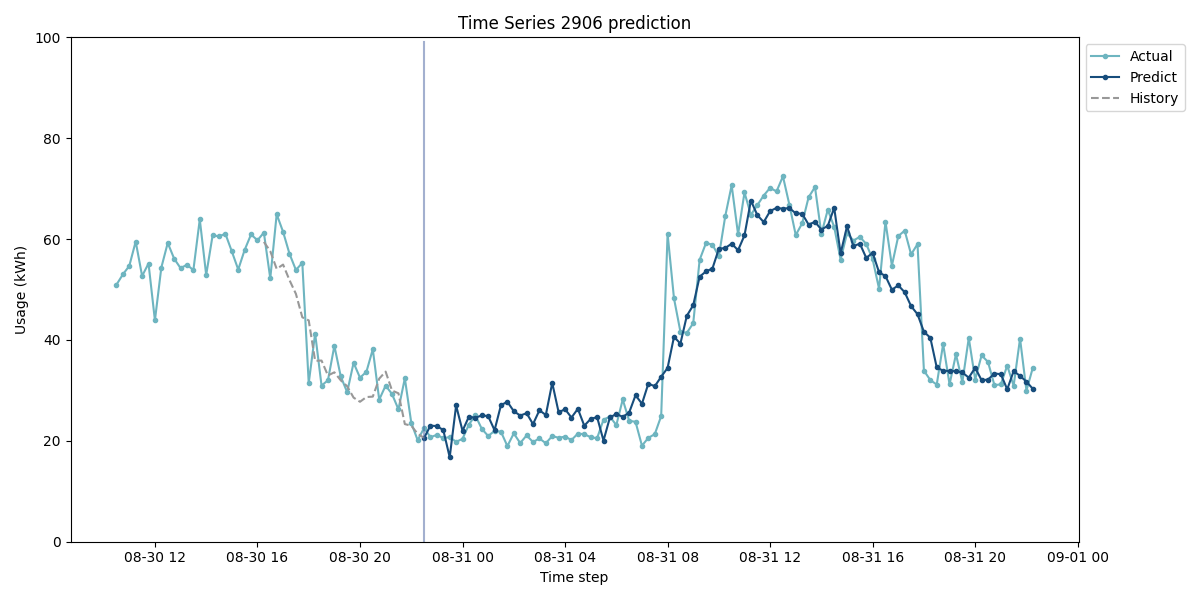 Time Series 2906 prediction
100
80
60
40
20
0
Usage (kWh)
08-30 12
08-30 16
08-30 20
08-31 00
08-31 04
08-31 08
08-31 12
08-31 16
08-31 20
09-01 00
Time step
Actual
Predict
History